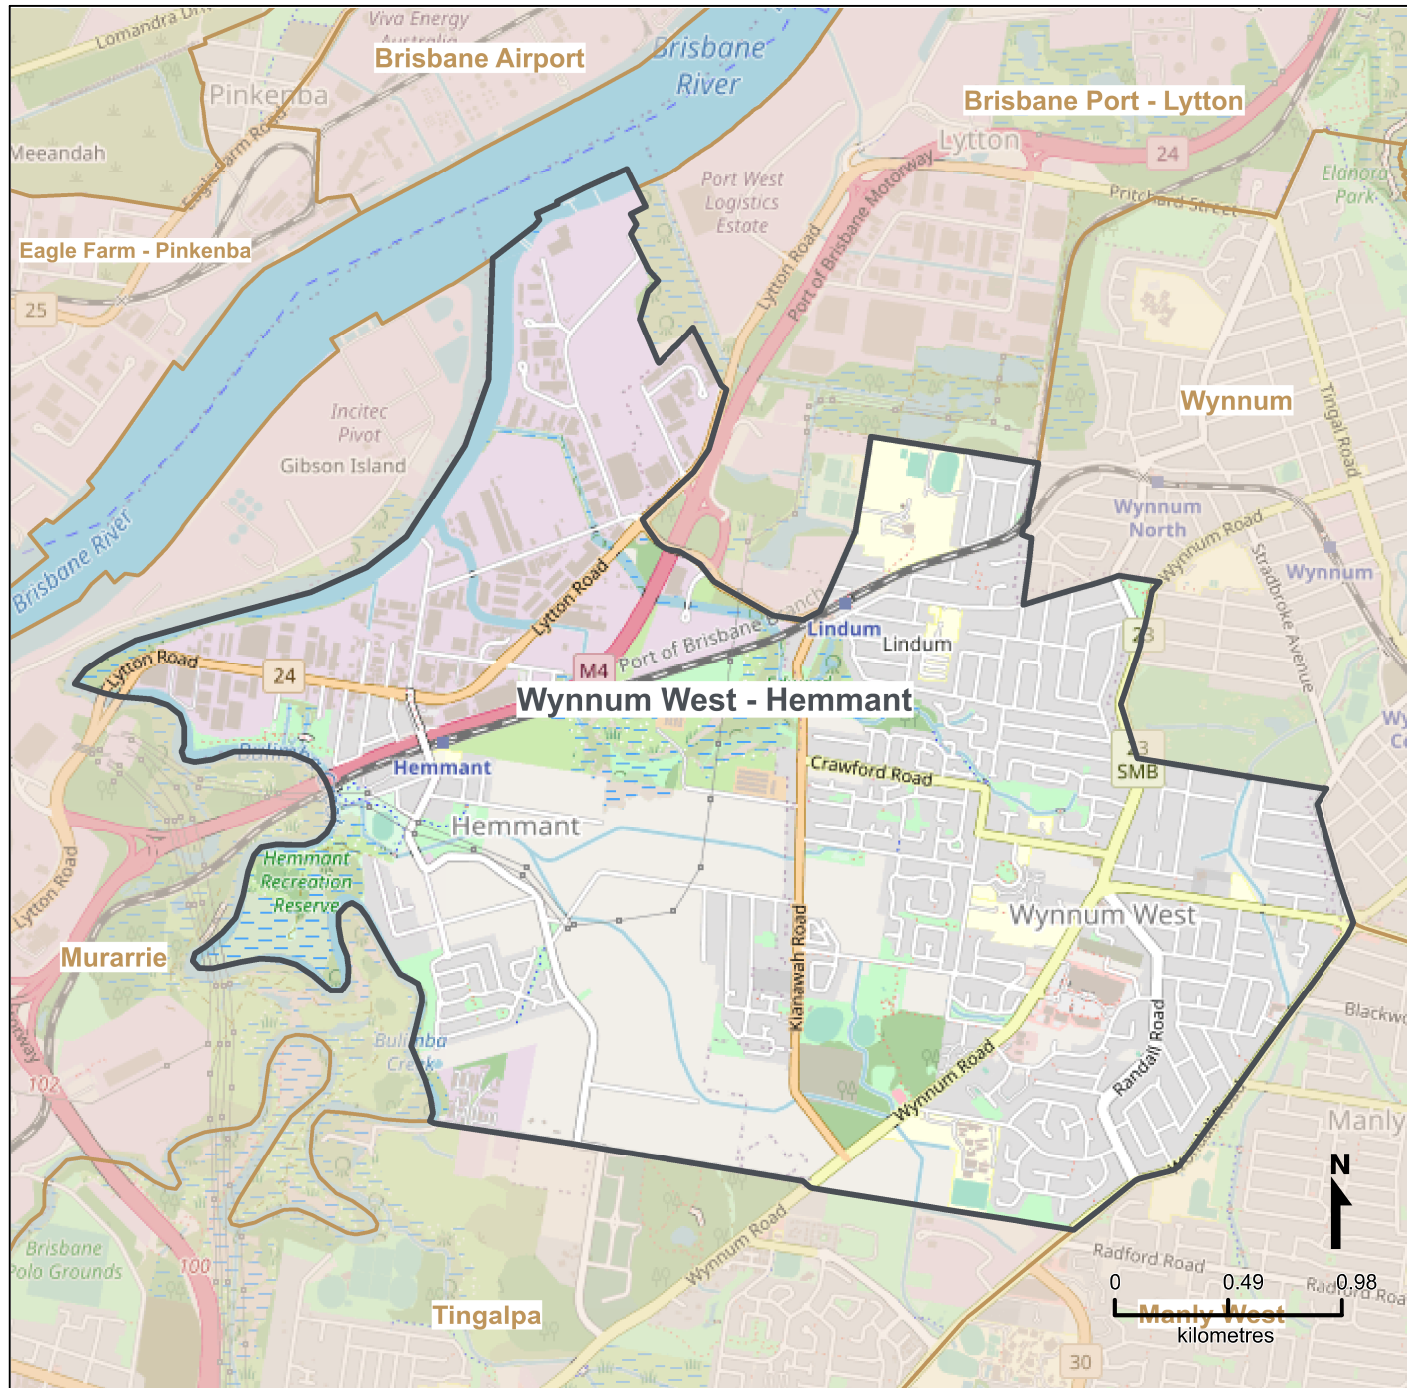 Lomandra Dri
Viva Energy
Australia
Brisbane Airport
Brisbane
River
Pinkenba
Brisbane Port - Lytton
Lytton
24
Meeandah
Eagle Farm Road
Port West
Logistics
Estate
Elanora
Park
Pritchard Street
Eagle Farm - Pinkenba
25
Lytton Road
Port of Brisbane Motorway
Incitec
Pivot
Gibson Island
Wynnum
Tingal Road
Wynnum
North
Wynnum Road
Wynnum
Stradbroke Avenue
Brisbane River
Lytton Road
Port of Brisbane Branch
Lindum
Lindum
23
M4
Lytton Road
24
Wynnum West - Hemmant
Wy
Ce
23
SMB
Hemmant
Crawford Road
Hemmant
Hemmant
Recreation
Reserve
Lytton Road
Murarrie
Wynnum West
Kianawah Road
Blackwo
Randall Road
Wynnum Road
Bulimba
Creek
102
Manly
N
Brisbane
Polo Grounds
100
Wynnum Road
Radford Road
Radford Roa
0 0.49 0.98
kilometres
Manly West
Tingalpa
30